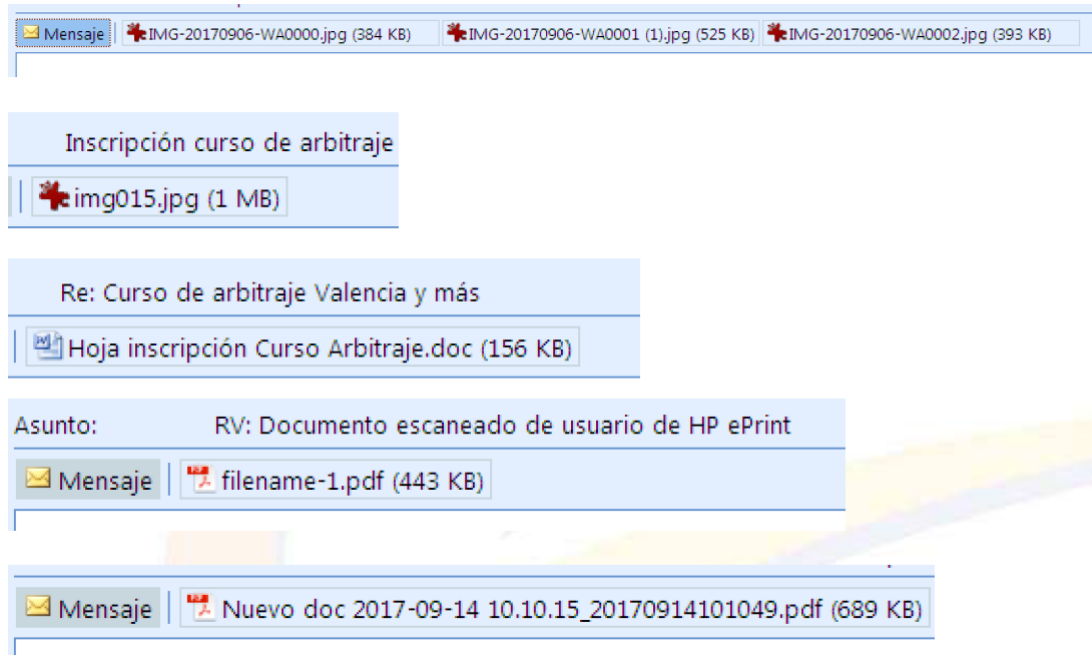 Mensaje IMG-20170906-WA0000.jpg (384 KB) IMG-20170906-WA0001 (1).jpg (525 KB) IMG-20170906-WA0002.jpg (393 KB)
Inscripción curso de arbitraje
img015.jpg (1 MB)
Re: Curso de arbitraje Valencia y más
Hoja inscripción Curso Arbitraje.doc (156 KB)
Asunto: RV: Documento escaneado de usuario de HP ePrint
Mensaje filename-1.pdf (443 KB)
Mensaje Nuevo doc 2017-09-14 10.10.15_20170914101049.pdf (689 KB)